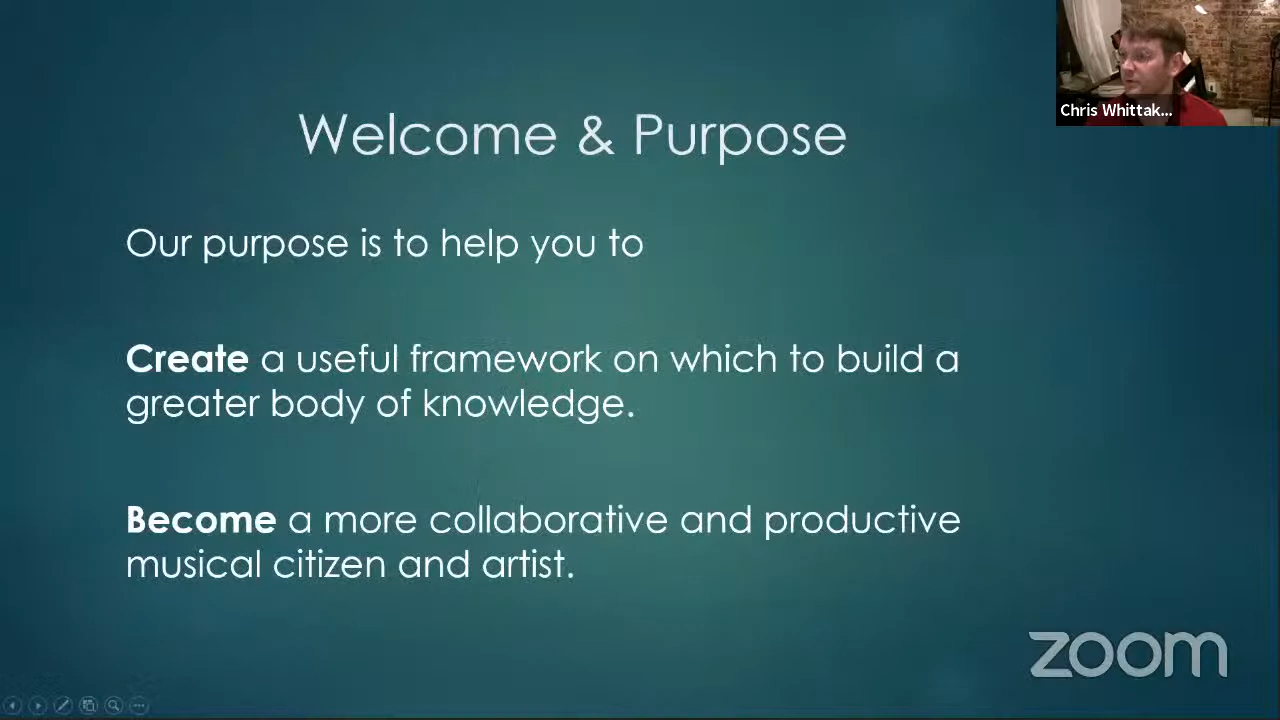 Chris Whittak...
Welcome & Purpose
Our purpose is to help you to
Create a useful framework on which to build a
greater body of knowledge.
Become a more collaborative and productive
musical citizen and artist.
zoom